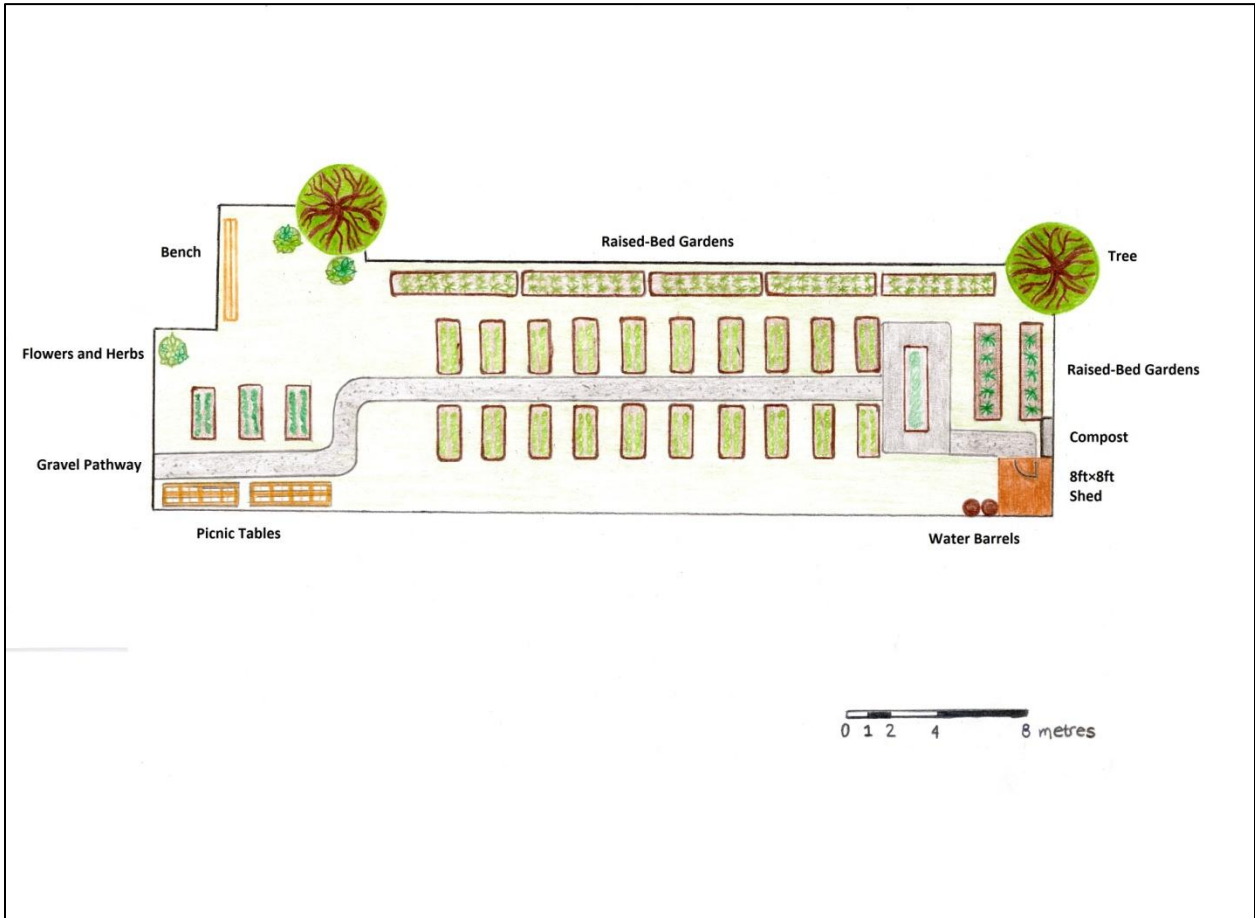 Raised-Bed Gardens
Bench
Tree
Flowers and Herbs
Raised-Bed Gardens
Compost
Gravel Pathway
8ft×8ft
Shed
Picnic Tables
Water Barrels
0 1 2 4 8 metres